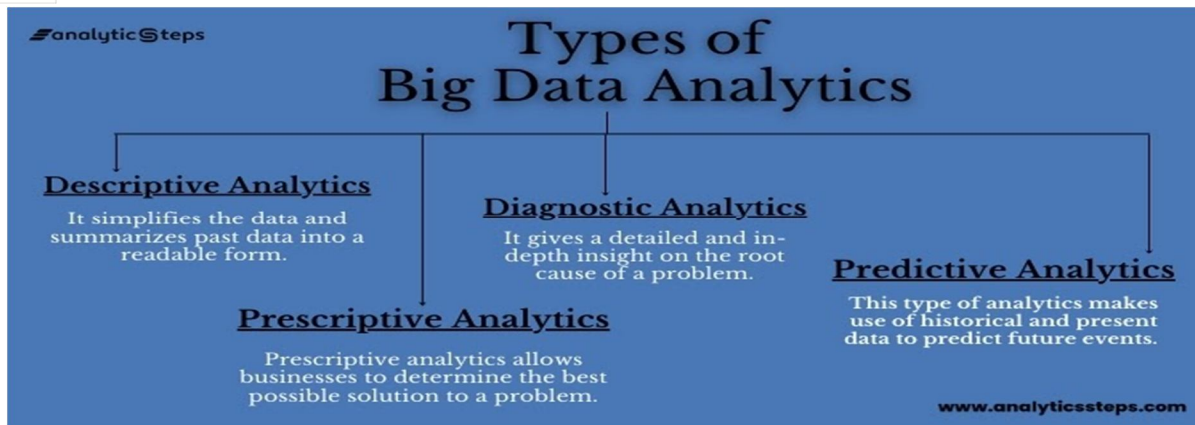 analyticSteps
Types of
Big Data Analytics
Descriptive Analytics
It simplifies the data and
summarizes past data into a
readable form.
Prescriptive Analytics
Prescriptive analytics allows
businesses to determine the best
possible solution to a problem.
Diagnostic Analytics
It gives a detailed and in-
depth insight on the root
cause of a problem.
Predictive Analytics
This type of analytics makes
use of historical and present
data to predict future events.
www.analyticssteps.com